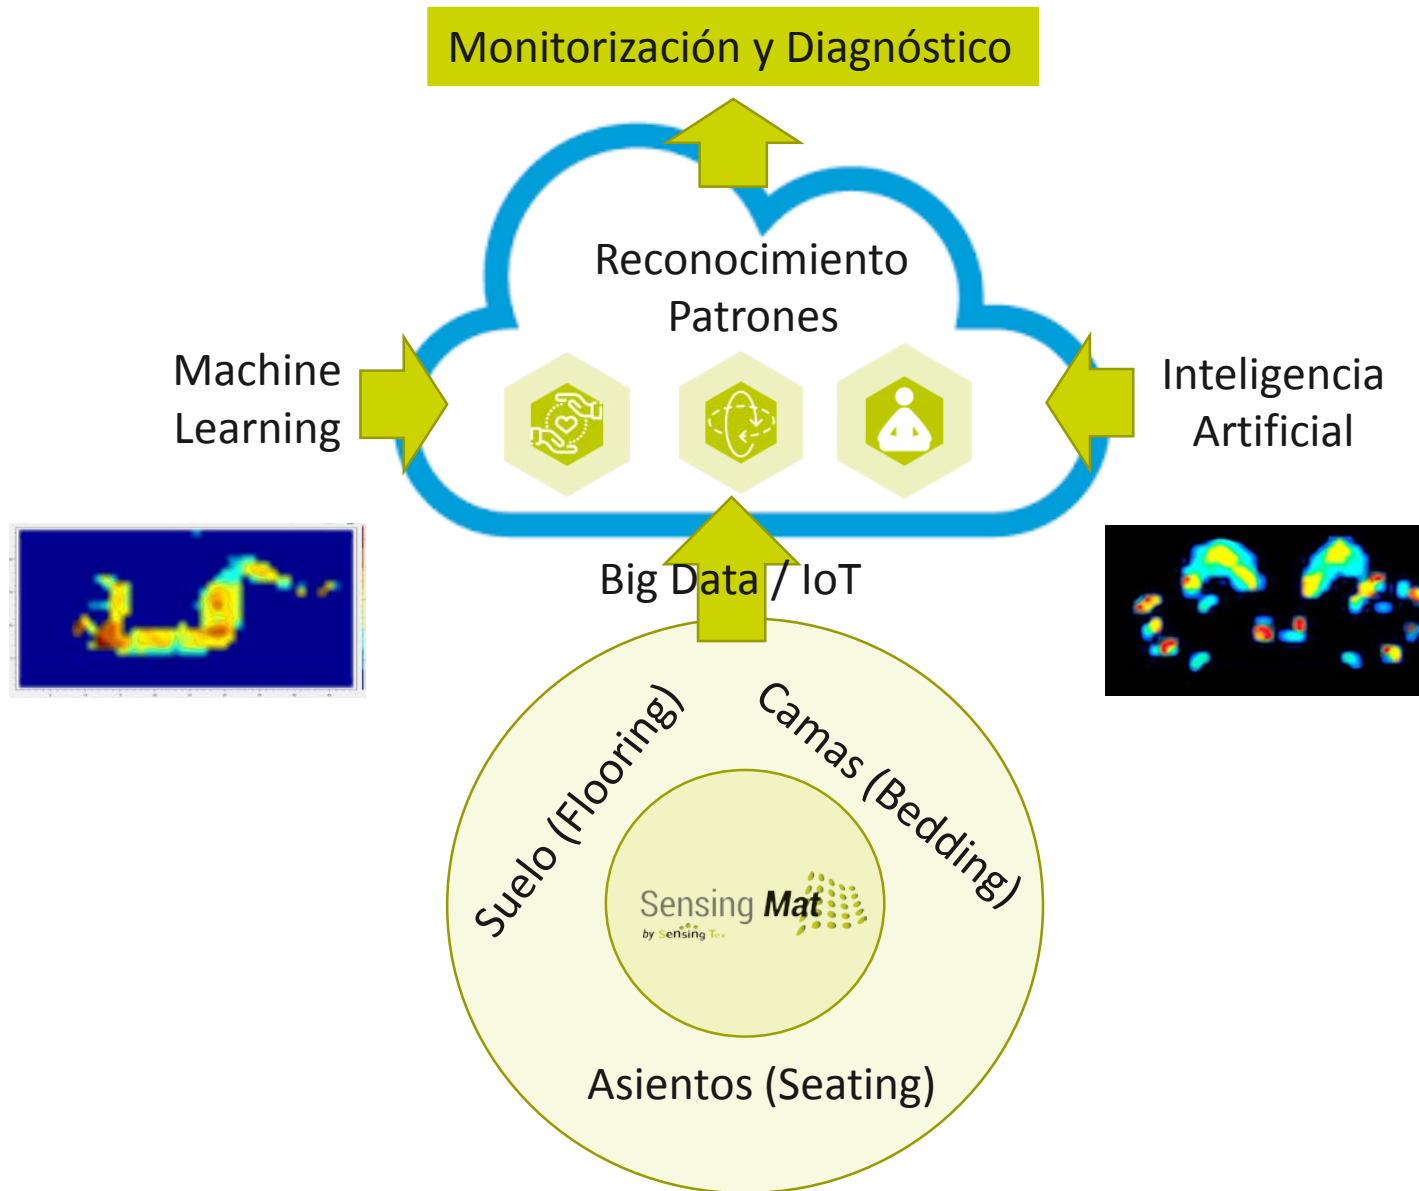 Monitorización y Diagnóstico
Reconocimiento
Patrones
Machine
Learning
Inteligencia
Artificial
Big Data / IoT
Suelo (Flooring)
Camas (Bedding)
Sensing Mat
by Sensing Tex
Asientos (Seating)